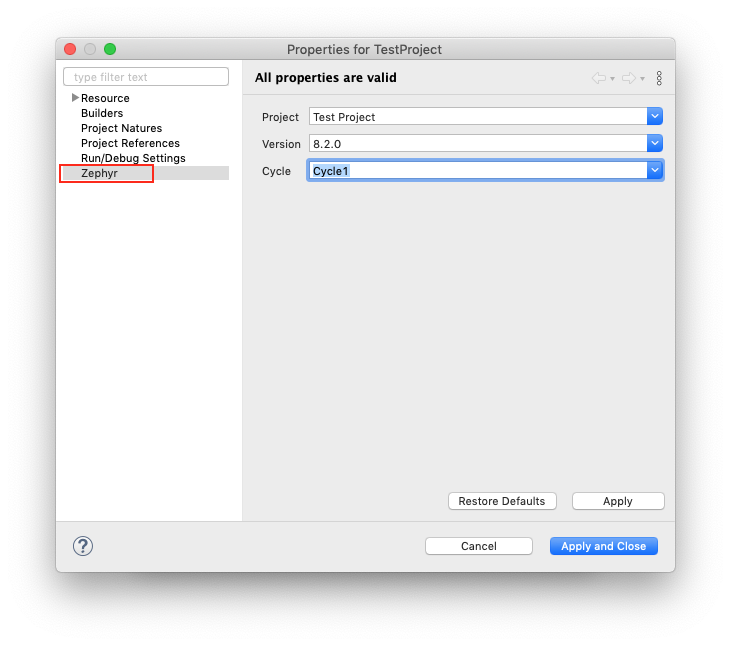 Properties for TestProject
type filter text
Resource
Builders
Project Natures
Project References
Run/Debug Settings
Zephyr
All properties are valid
Project Test Project
Version 8.2.0
Cycle Cycle1
Restore Defaults Apply
? Cancel Apply and Close